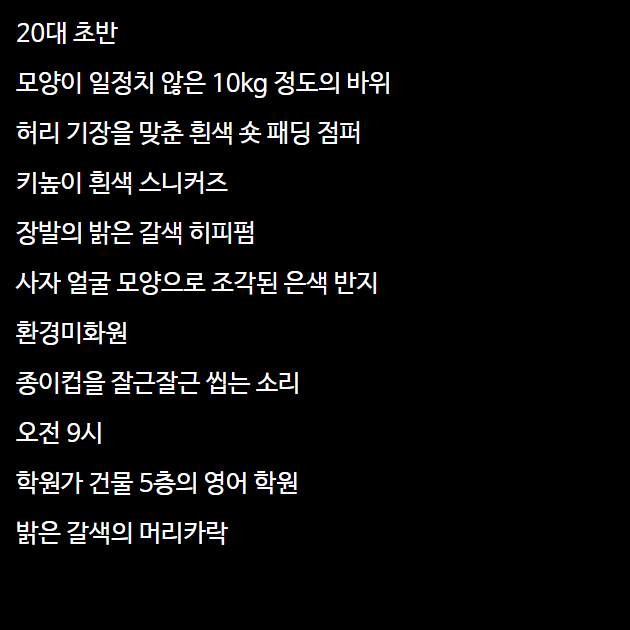 20대 초반
모양이 일정치 않은 10kg 정도의 바위
허리 기장을 맞춘 흰색 숏 패딩 점퍼
키높이 흰색 스니커즈
장발의 밝은 갈색 히피펌
사자 얼굴 모양으로 조각된 은색 반지
환경미화원
종이컵을 잘근잘근 씹는 소리
오전 9시
학원가 건물 5층의 영어 학원
밝은 갈색의 머리카락